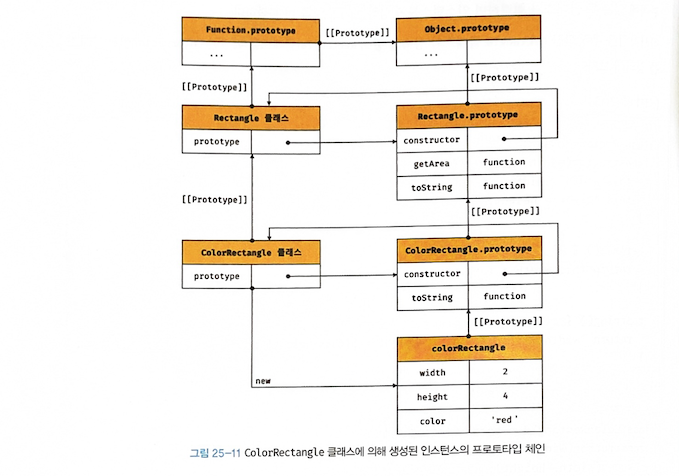 Function.prototype
...
[[Prototype]]
Object.prototype
...
[[Prototype]]
[[Prototype]]
Rectangle 클래스
prototype
Rectangle.prototype
constructor
getArea function
toString function
[[Prototype]]
[[Prototype]]
ColorRectangle 클래스
prototype
ColorRectangle.prototype
constructor
toString function
[[Prototype]]
new
colorRectangle
width 2
height 4
color 'red'
그림 25-11 ColorRectangle 클래스에 의해 생성된 인스턴스의 프로토타입 체인